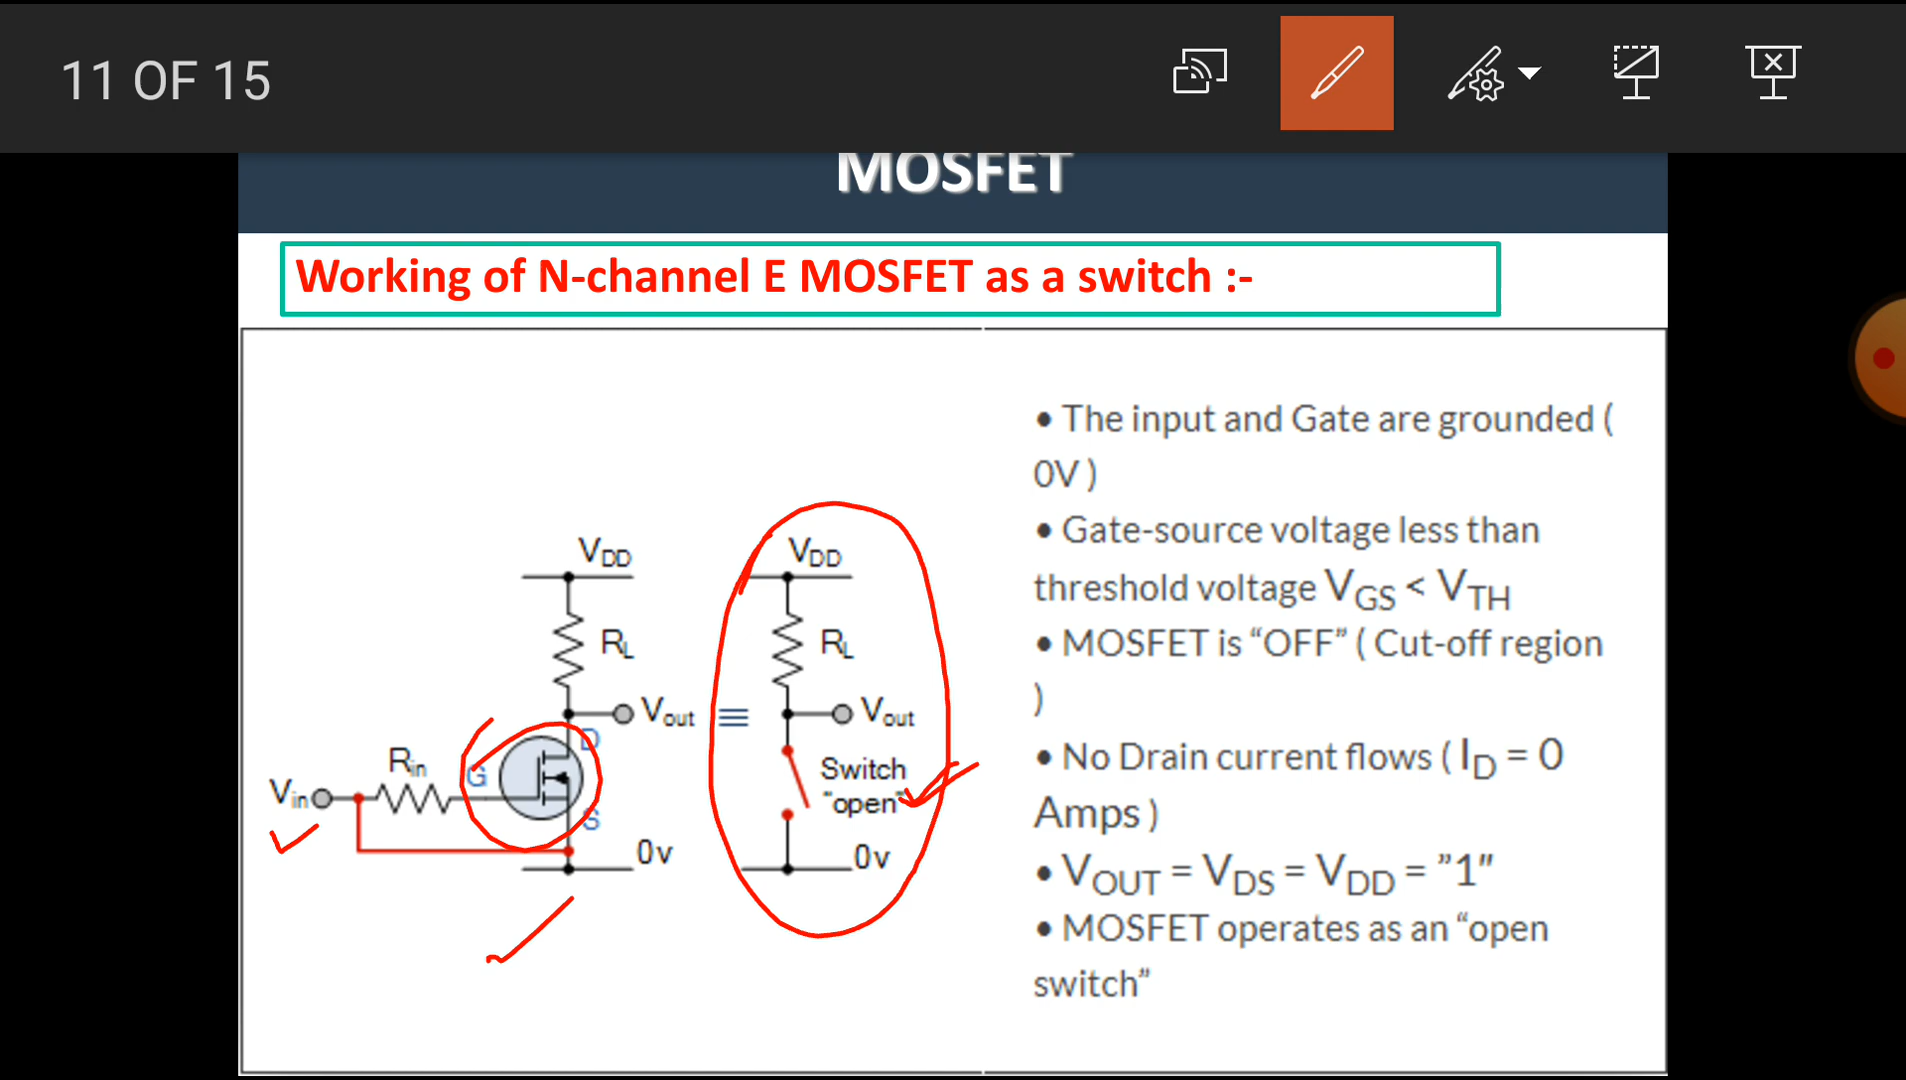 11 OF 15
MOSFET
Working of N-channel E MOSFET as a switch :-
• The input and Gate are grounded (
0V )
• Gate-source voltage less than
threshold voltage VGS < VTH
• MOSFET is “OFF” ( Cut-off region
)
• No Drain current flows ( ID = 0
Amps )
• VOUT = VDS = VDD = ”1”
• MOSFET operates as an “open
switch”
VDD
RL
Vout
D
Rin
G
Vin
S
0v
≡
VDD
RL
Vout
Switch
"open"
0v